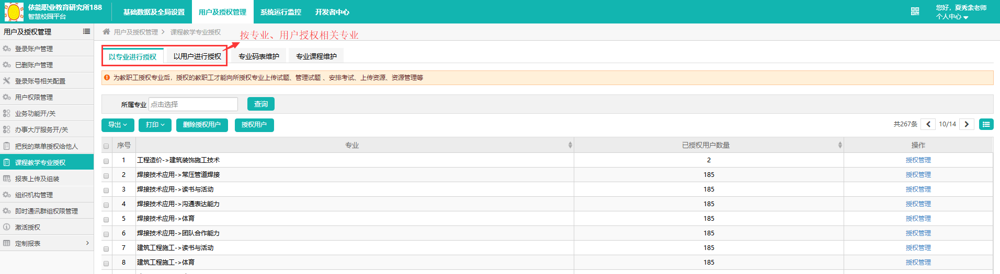 依能职业教育研究所188
智慧校园平台
基础数据及全局设置 用户及授权管理 系统运行监控 开发者中心
您好，夏秀余老师
个人中心
用户及授权管理
登录账户管理
已删账户管理
登录账号相关配置
用户权限管理
业务功能开/关
办事大厅服务开/关
把我的菜单授权给他人
课程教学专业授权
报表上传及组装
组织机构管理
即时通讯群组权限管理
激活授权
定制报表
用户及授权管理 > 课程教学专业授权
按专业、用户授权相关专业
以专业进行授权 以用户进行授权 专业码表维护 专业课程维护
为教职工授权专业后，授权的教职工才能向所授权专业上传试题、管理试题 、安排考试、上传资源、资源管理等
所属专业 点击选择 查询
导出 打印 删除授权用户 授权用户 共267条 10/14
序号 专业 已授权用户数量 操作
1 工程造价->建筑装饰施工技术 2 授权管理
2 焊接技术应用->常压管道焊接 185 授权管理
3 焊接技术应用->读书与活动 185 授权管理
4 焊接技术应用->沟通表达能力 185 授权管理
5 焊接技术应用->体育 185 授权管理
6 焊接技术应用->团队合作能力 185 授权管理
7 建筑工程施工->读书与活动 185 授权管理
8 建筑工程施工->体育 185 授权管理